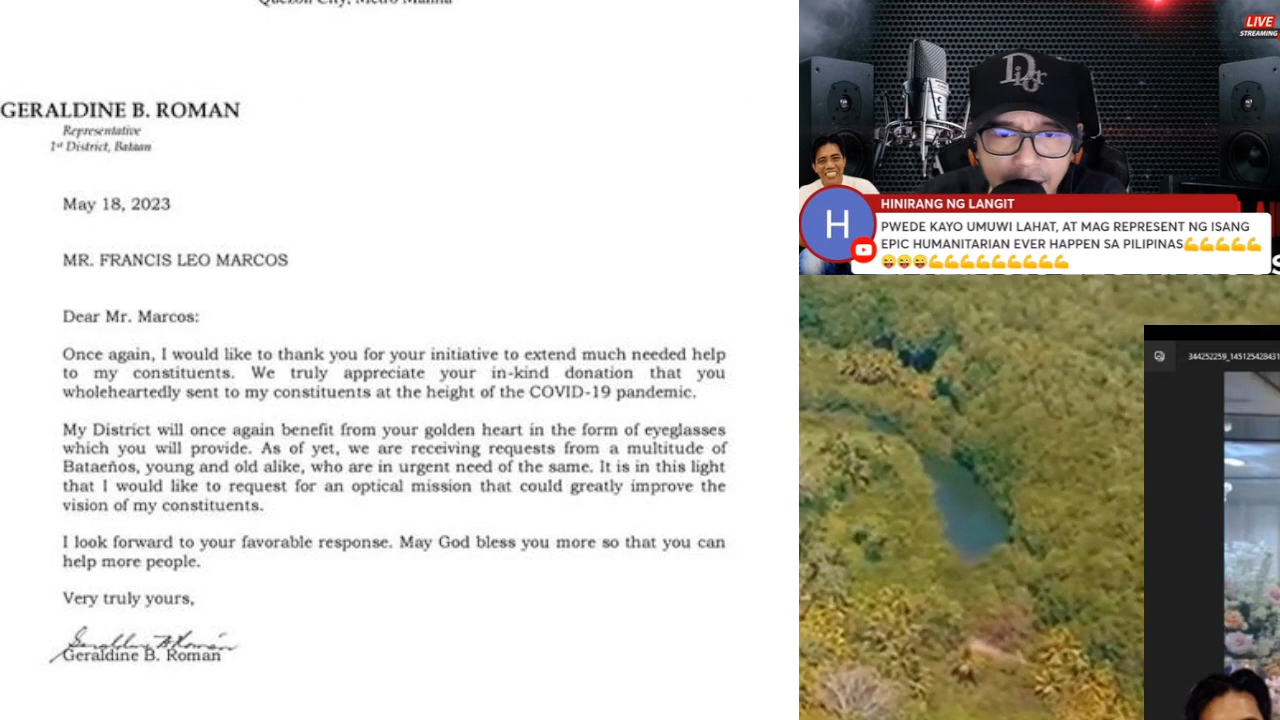 Quezon City, Metro Manila
GERALDINE B. ROMAN
Representative
1st District, Bataan
May 18, 2023
MR. FRANCIS LEO MARCOS
Dear Mr. Marcos:
Once again, I would like to thank you for your initiative to extend much needed help
to my constituents. We truly appreciate your in-kind donation that you
wholeheartedly sent to my constituents at the height of the COVID-19 pandemic.
My District will once again benefit from your golden heart in the form of eyeglasses
which you will provide. As of yet, we are receiving requests from a multitude of
Bataeños, young and old alike, who are in urgent need of the same. It is in this light
that I would like to request for an optical mission that could greatly improve the
vision of my constituents.
I look forward to your favorable response. May God bless you more so that you can
help more people.
Very truly yours,
Geraldine B. Roman
Geraldine B. Roman
LIVE
STREAMING
Dior
H
HINIRANG NG LANGIT
PWEDE KAYO UMUWI LAHAT, AT MAG REPRESENT NG ISANG
EPIC HUMANITARIAN EVER HAPPEN SA PILIPINAS💪💪💪💪💪
😜😜😜💪💪💪💪💪💪💪💪💪
344252259_145125428431